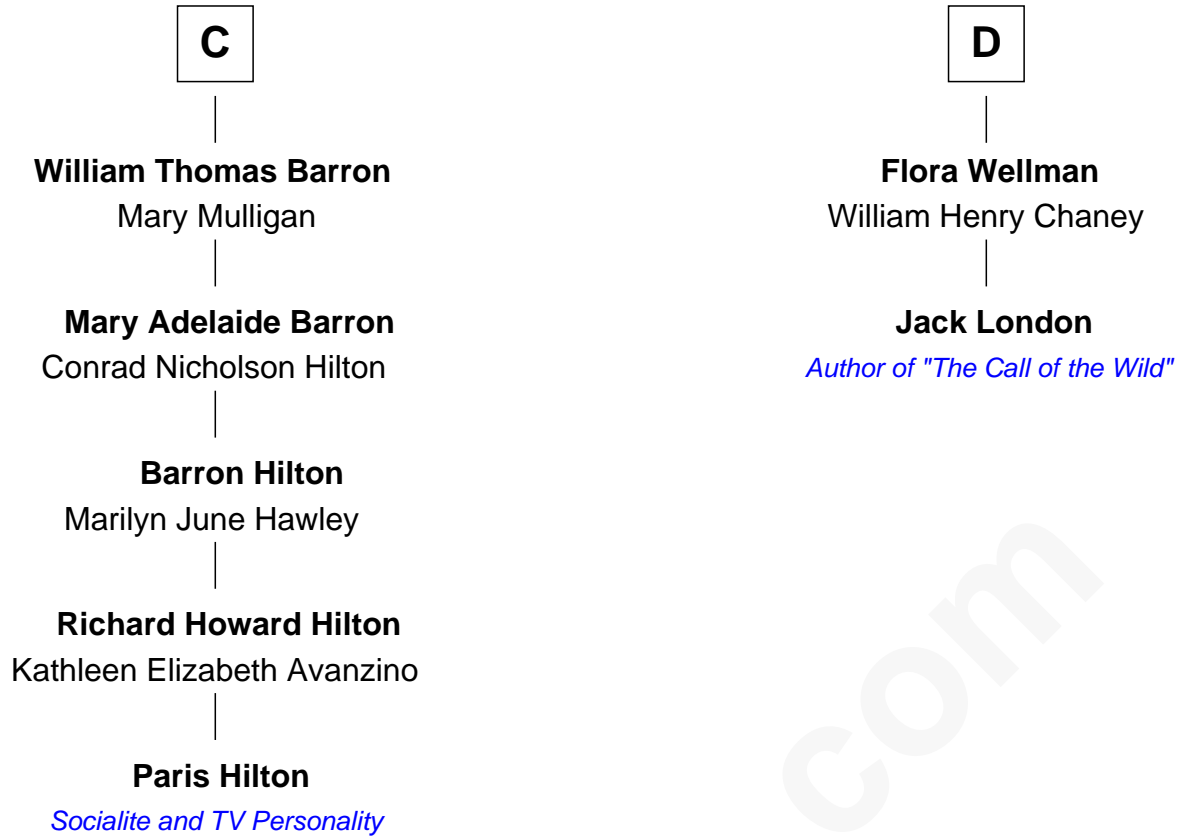 C
William Thomas Barron
Mary Mulligan
Mary Adelaide Barron
Conrad Nicholson Hilton
Barron Hilton
Marilyn June Hawley
Richard Howard Hilton
Kathleen Elizabeth Avanzino
Paris Hilton
Socialite and TV Personality
D
Flora Wellman
William Henry Chaney
Jack London
Author of "The Call of the Wild"
com